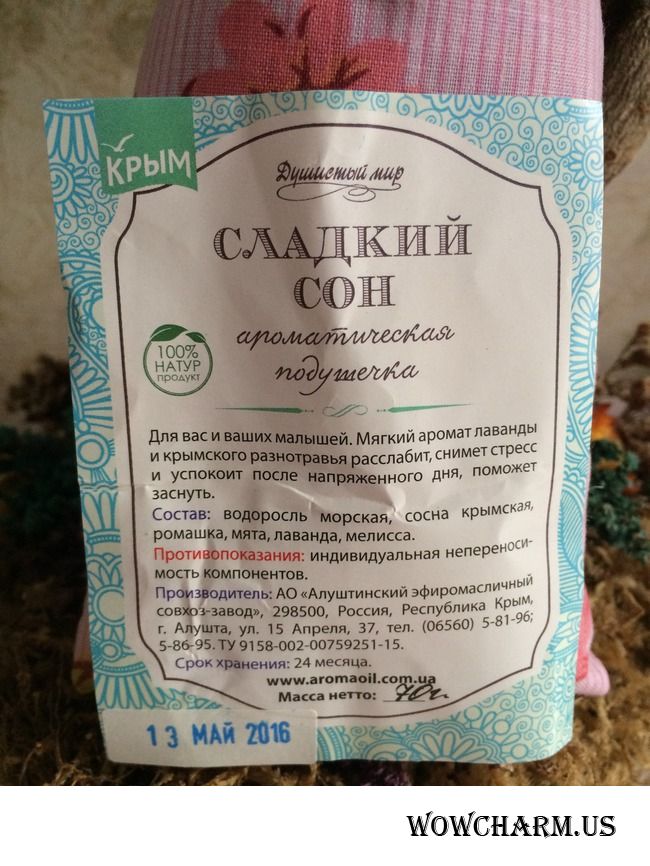 КРЫМ
Душистый мир
СЛАДКИЙ
СОН
ароматическая
подушечка
100%
НАТУР
продукт
Для вас и ваших малышей. Мягкий аромат лаванды
и крымского разнотравья расслабит, снимет стресс
и успокоит после напряженного дня, поможет
заснуть.
Состав: водоросль морская, сосна крымская,
ромашка, мята, лаванда, мелисса.
Противопоказания: индивидуальная непереноси-
мость компонентов.
Производитель: АО «Алуштинский эфиромасличный
совхоз-завод», 298500, Россия, Республика Крым,
г. Алушта, ул. 15 Апреля, 37, тел. (06560) 5-81-96;
5-86-95. ТУ 9158-002-00759251-15.
Срок хранения: 24 месяца.
www.aromaoil.com.ua
Масса нетто: 70г.
13 МАЙ 2016
WOWCHARM.US